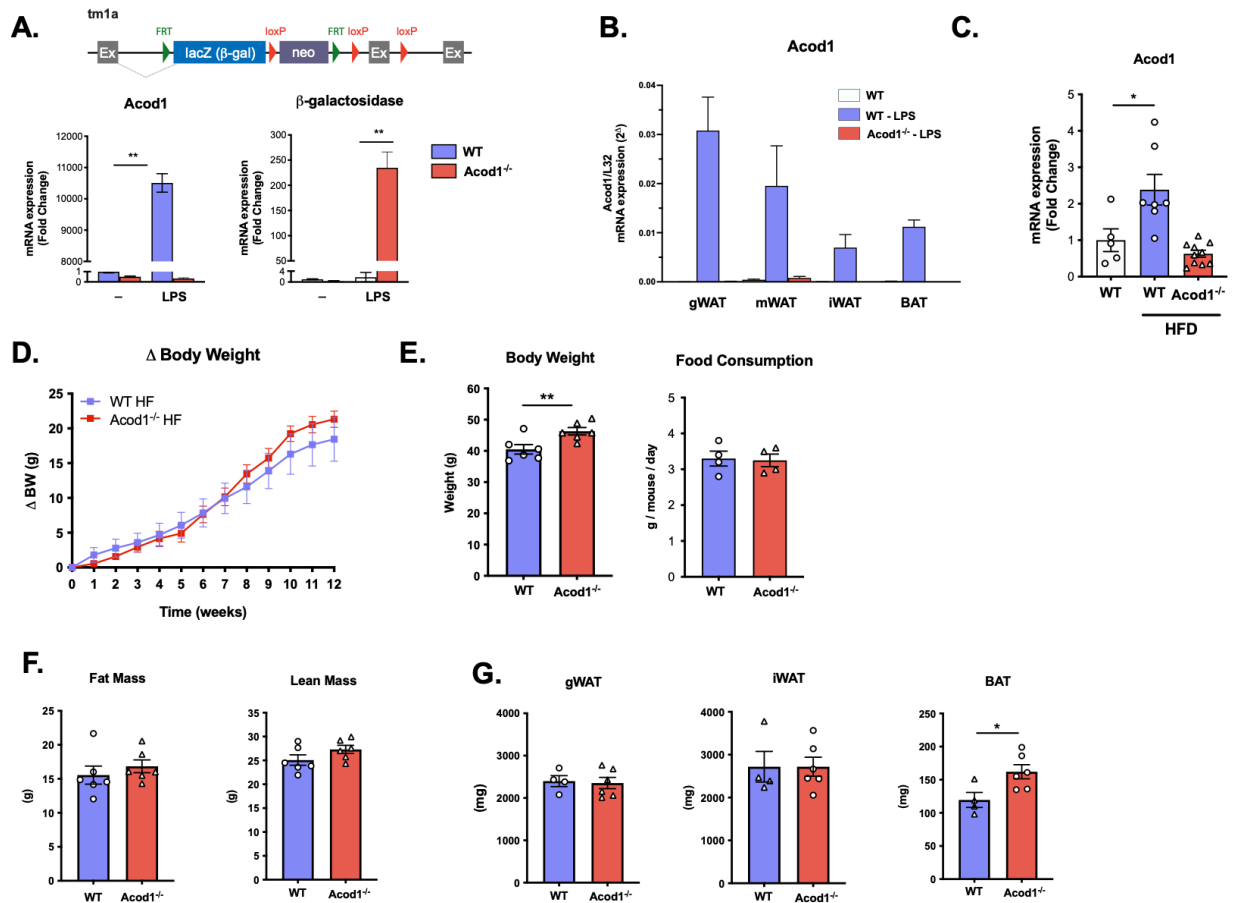 A.
tm1a
FRT loxP FRT loxP loxP
Ex lacZ (β-gal) neo Ex Ex
Acod1
mRNA expression
(Fold Change)
12000
11000
10000
9000
8000
1
0
**
– LPS
β-galactosidase
mRNA expression
(Fold Change)
300
250
200
150
100
50
4
0
**
– LPS
WT
Acod1-/-
B.
Acod1
Acod1/L32
mRNA expression (2^Δ)
0.04
0.03
0.02
0.01
0.00
WT
WT - LPS
Acod1-/- - LPS
gWAT mWAT iWAT BAT
C.
Acod1
mRNA expression
(Fold Change)
5
4
3
2
1
0
*
WT WT Acod1-/-
HFD
D.
Δ Body Weight
WT HF
Acod1-/- HF
Δ BW (g)
25
20
15
10
5
0
0 1 2 3 4 5 6 7 8 9 10 11 12
Time (weeks)
E.
Body Weight
Weight (g)
60
50
40
30
20
10
0
**
WT Acod1-/-
Food Consumption
g / mouse / day
5
4
3
2
1
0
WT Acod1-/-
F.
Fat Mass
(g)
25
20
15
10
5
0
WT Acod1-/-
Lean Mass
(g)
35
30
25
20
15
10
5
0
WT Acod1-/-
G.
gWAT
(mg)
4000
3000
2000
1000
0
WT Acod1-/-
iWAT
(mg)
4000
3000
2000
1000
0
WT Acod1-/-
BAT
(mg)
250
200
150
100
50
0
*
WT Acod1-/-